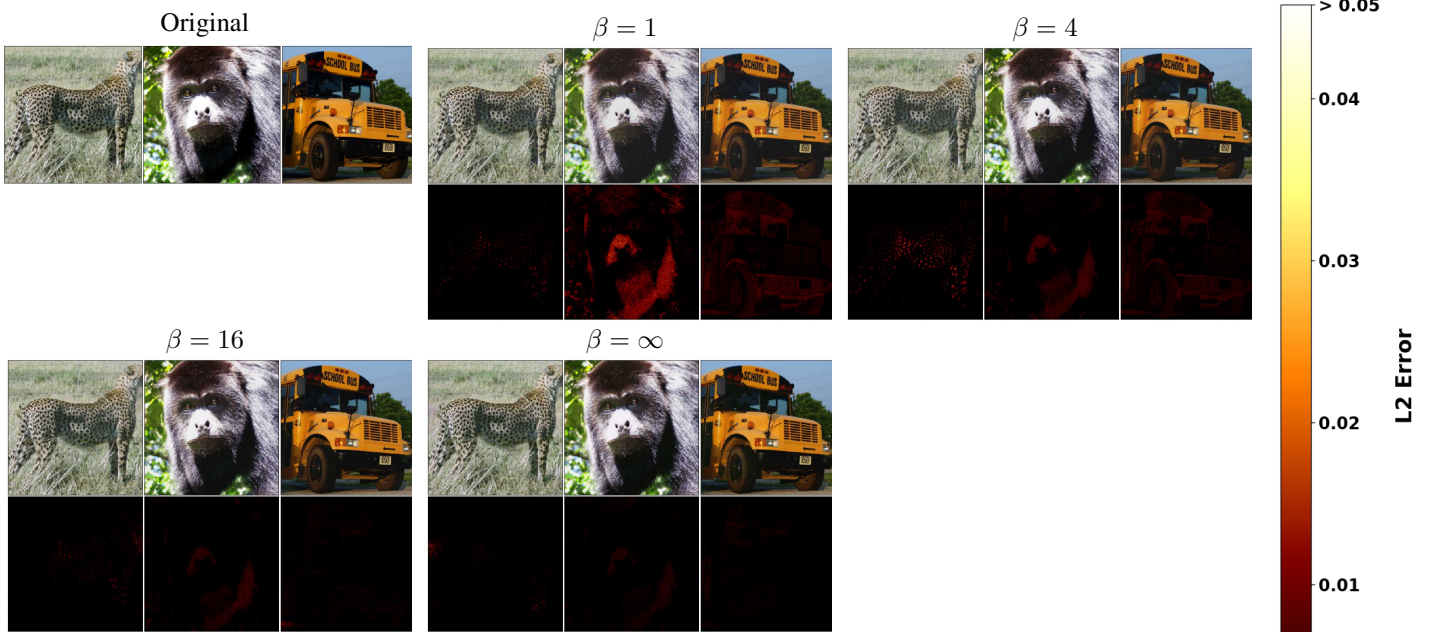 Original
β = 1
β = 4
SCHOOL BUS
SCHOOL BUS
SCHOOL BUS
β = 16
β = ∞
SCHOOL BUS
SCHOOL BUS
> 0.05
0.04
0.03
0.02
0.01
L2 Error